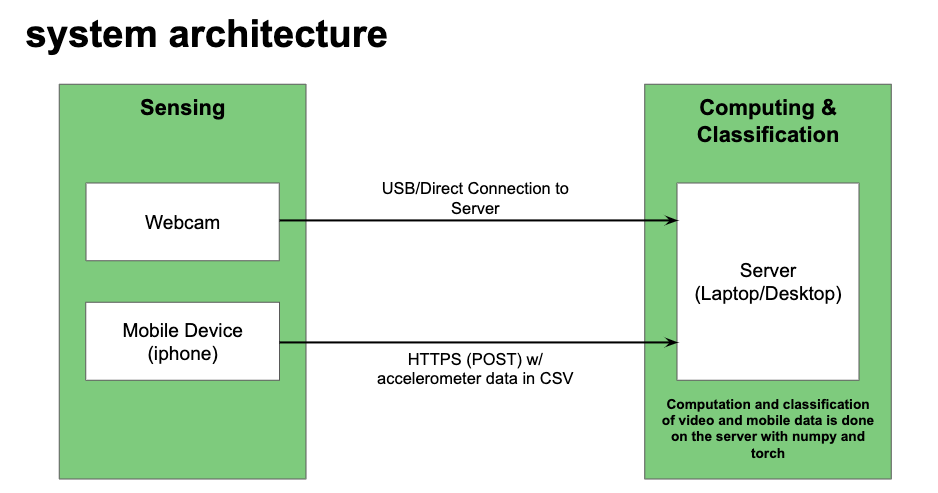 system architecture
Sensing
Webcam
Mobile Device
(iphone)
USB/Direct Connection to
Server
HTTPS (POST) w/
accelerometer data in CSV
Computing &
Classification
Server
(Laptop/Desktop)
Computation and classification
of video and mobile data is done
on the server with numpy and
torch